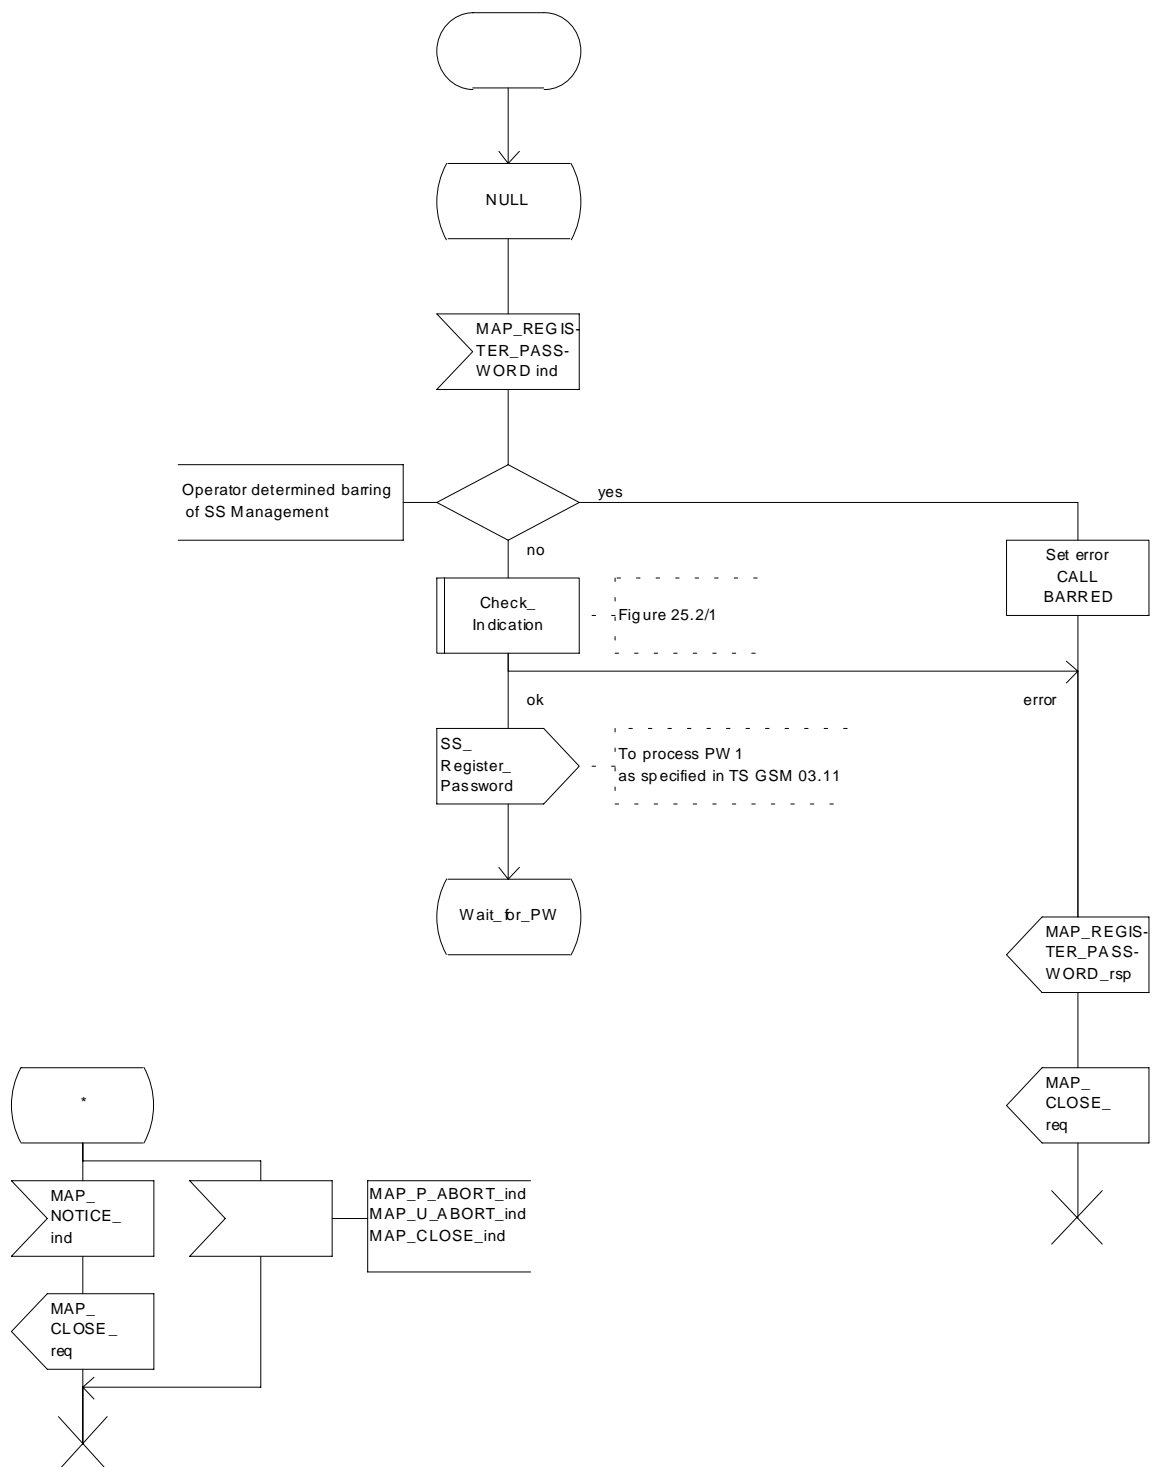 NULL
MAP_REGIS-
TER_PASS-
WORD ind
Operator determined barring
of SS Management
yes
no
Set error
CALL
BARRED
Check_
Indication
Figure 25.2/1
ok
error
SS_
Register_
Password
To process PW 1
as specified in TS GSM 03.11
Wait_for_PW
MAP_REGIS-
TER_PASS-
WORD_rsp
MAP_
CLOSE_
req
*
MAP_
NOTICE_
ind
MAP_P_ABORT_ind
MAP_U_ABORT_ind
MAP_CLOSE_ind
MAP_
CLOSE_
req